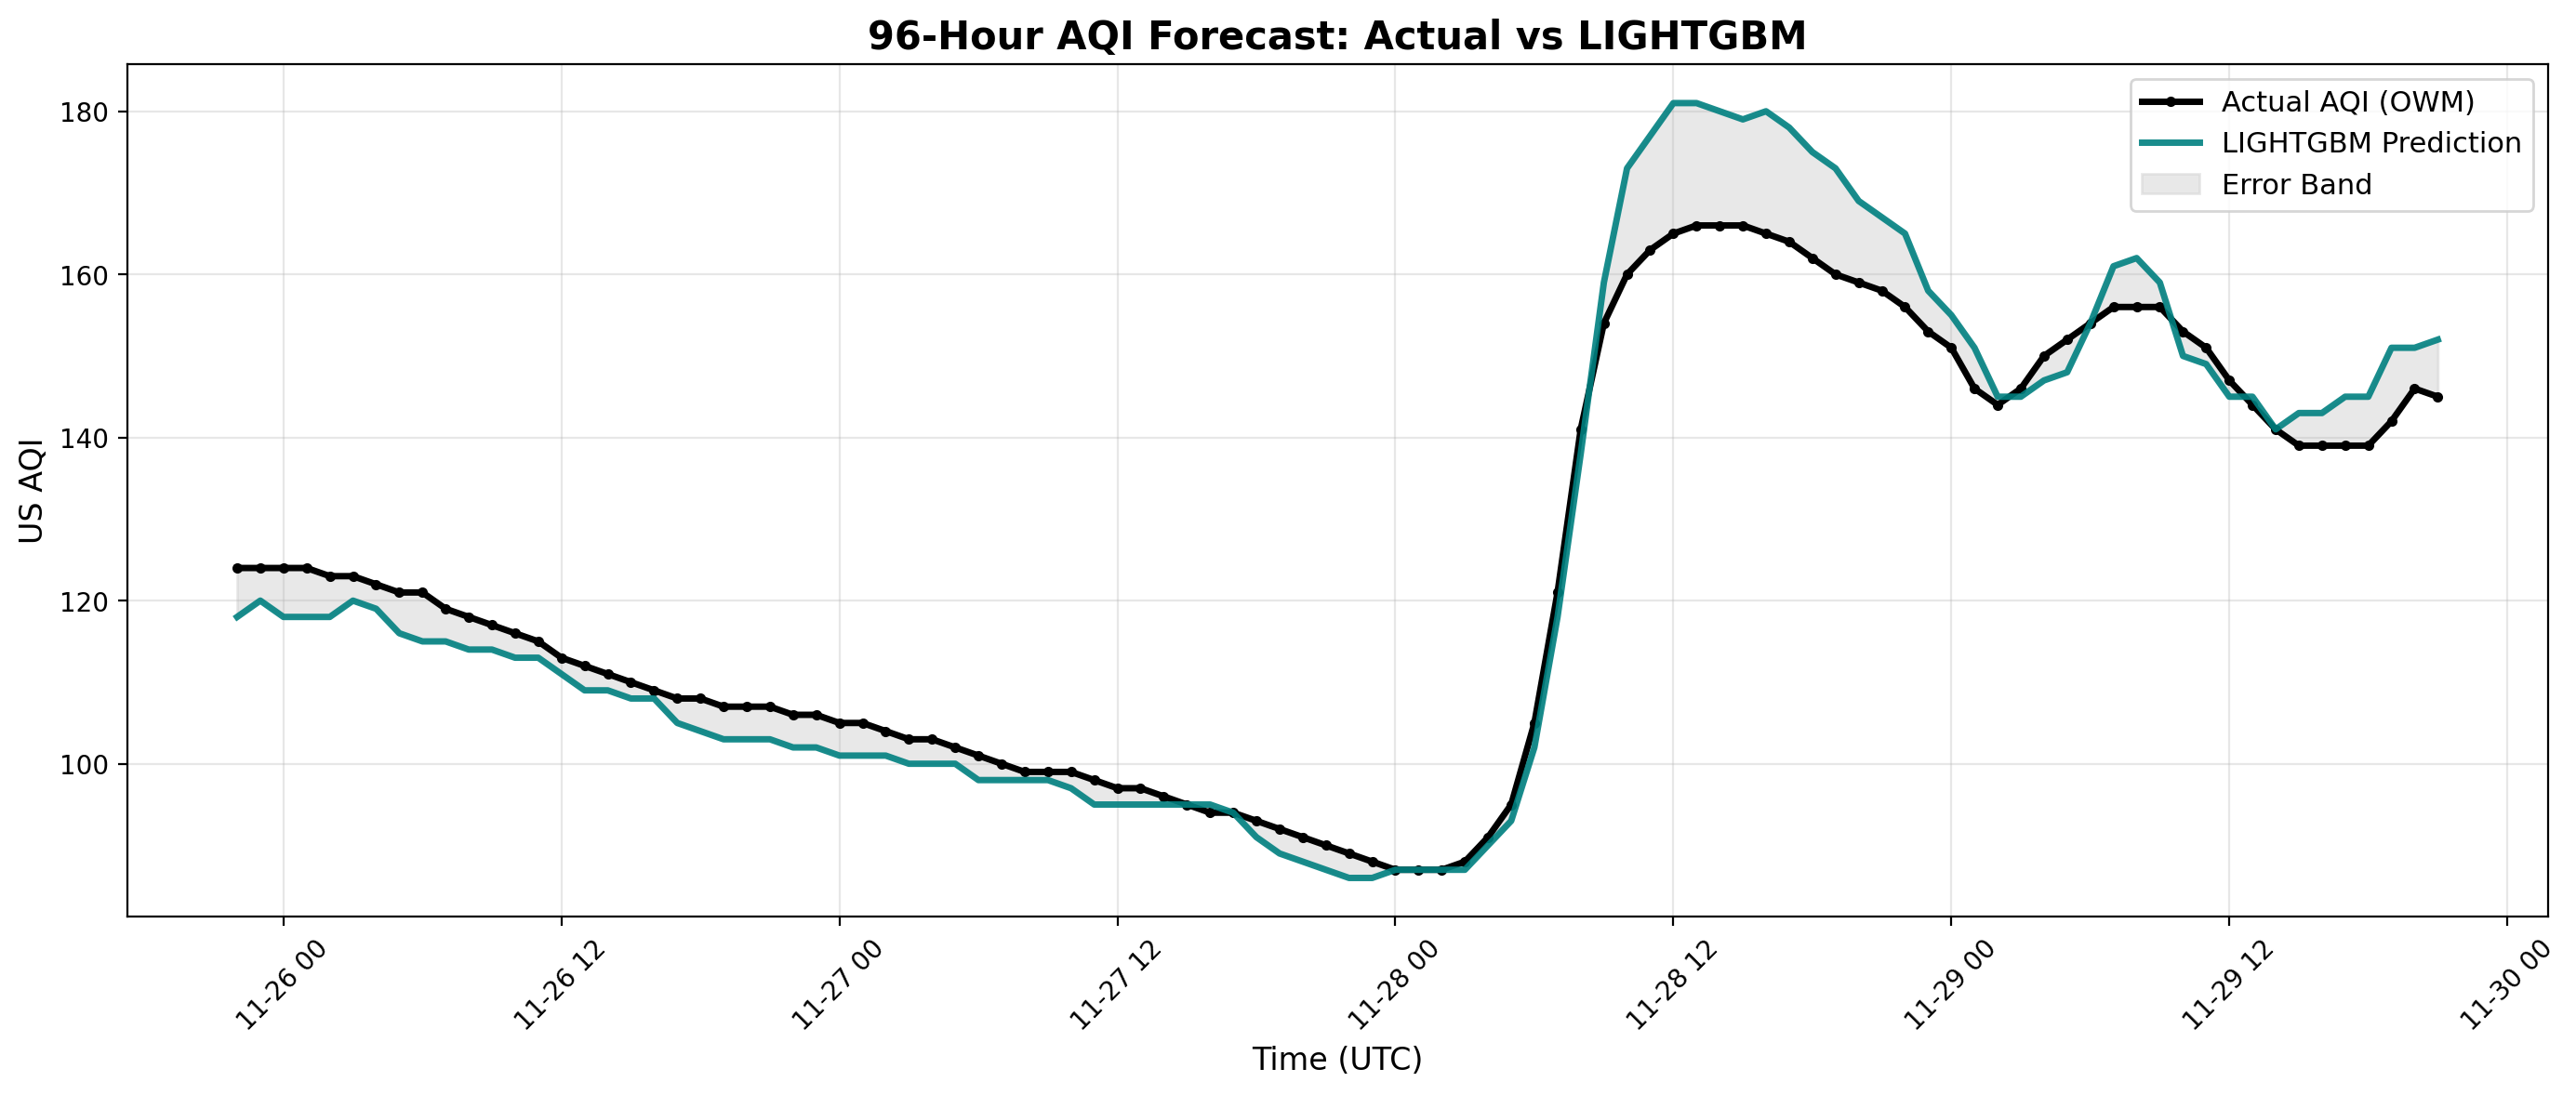 96-Hour AQI Forecast: Actual vs LIGHTGBM
Actual AQI (OWM)
LIGHTGBM Prediction
Error Band
US AQI
180
160
140
120
100
11-26 00
11-26 12
11-27 00
11-27 12
11-28 00
11-28 12
11-29 00
11-29 12
11-30 00
Time (UTC)